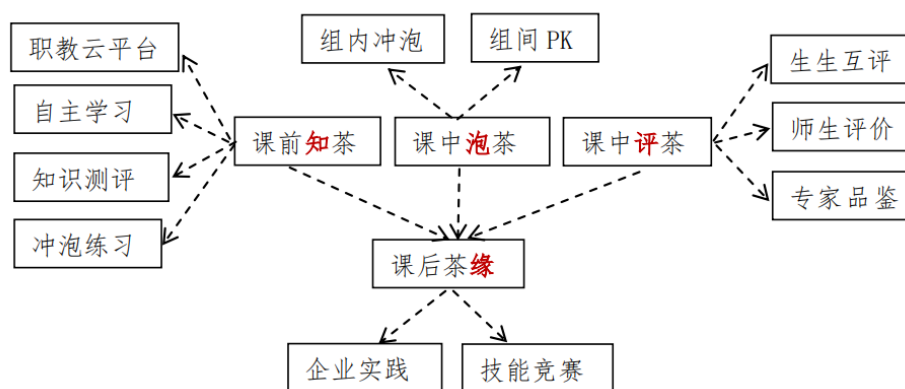 职教云平台
自主学习
知识测评
冲泡练习
组内冲泡
组间 PK
课前知茶
课中泡茶
课中评茶
生生互评
师生评价
专家品鉴
课后茶缘
企业实践
技能竞赛